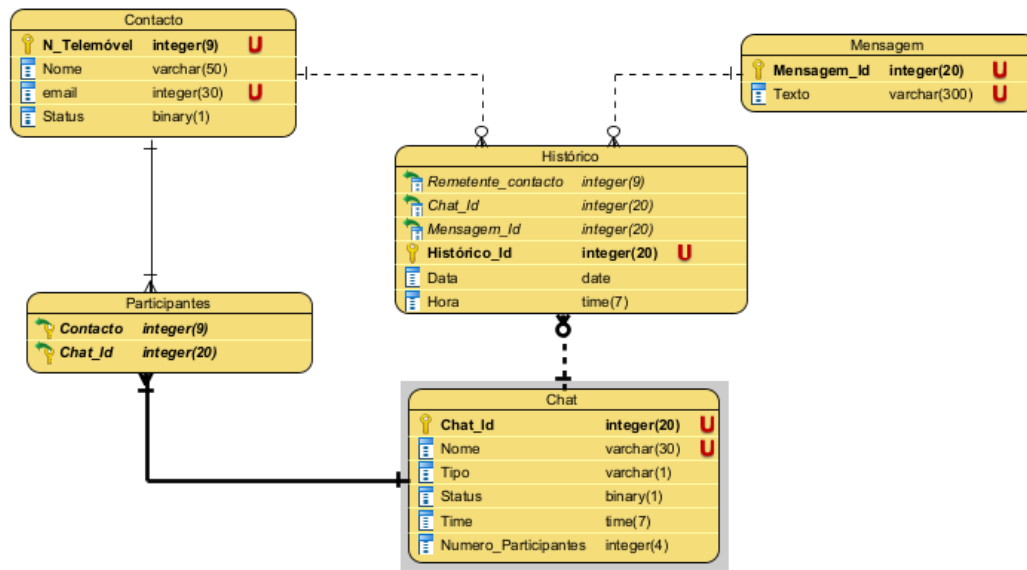 Contacto
N_Telemóvel integer(9) U
Nome varchar(50)
email integer(30) U
Status binary(1)
Mensagem
Mensagem_Id integer(20) U
Texto varchar(300) U
Histórico
Remetente_contacto integer(9)
Chat_Id integer(20)
Mensagem_Id integer(20)
Histórico_Id integer(20) U
Data date
Hora time(7)
Participantes
Contacto integer(9)
Chat_Id integer(20)
Chat
Chat_Id integer(20) U
Nome varchar(30) U
Tipo varchar(1)
Status binary(1)
Time time(7)
Numero_Participantes integer(4)